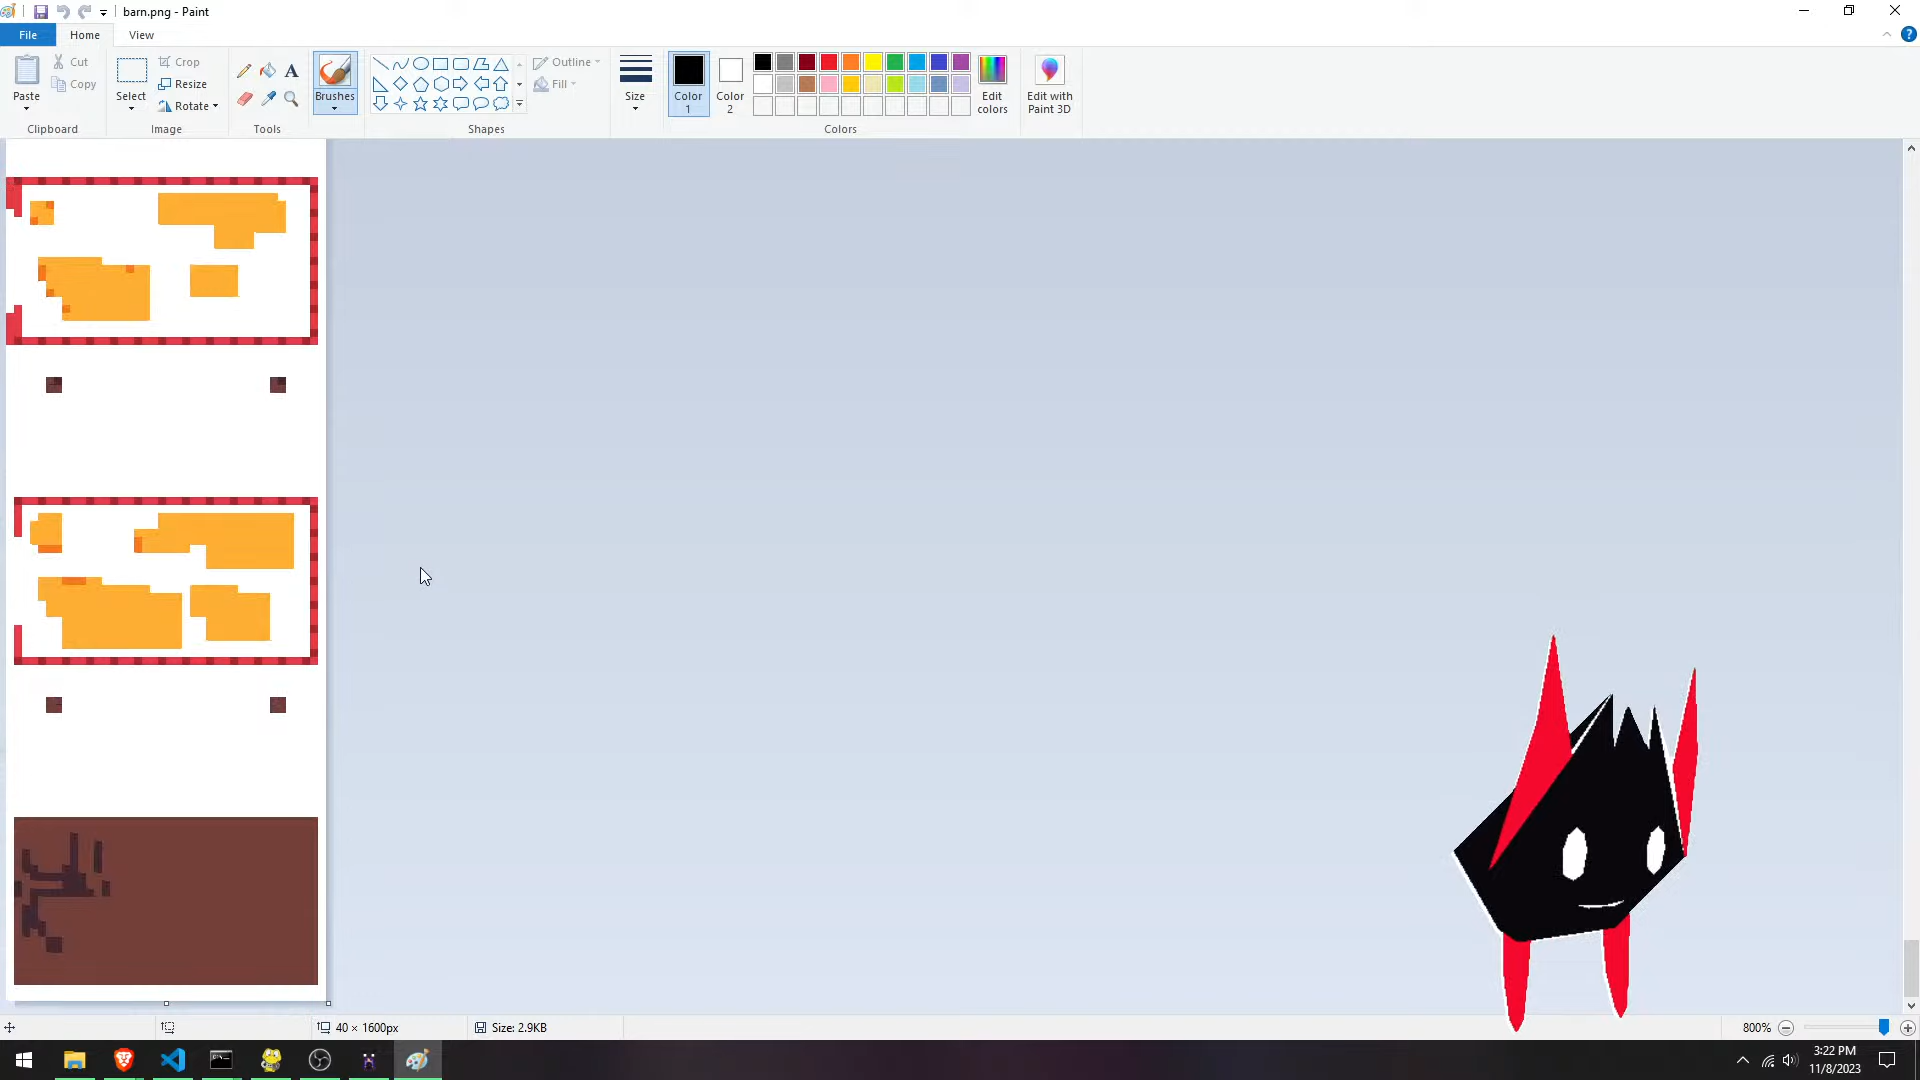 barn.png - Paint
File Home View
Paste Cut Copy Clipboard
Select Crop Resize Rotate Image
A Tools
Brushes
Outline Fill Shapes
Size
Color 1 Color 2 Colors
Edit colors
Edit with Paint 3D
40 × 1600px Size: 2.9KB 800%
3:22 PM
11/8/2023